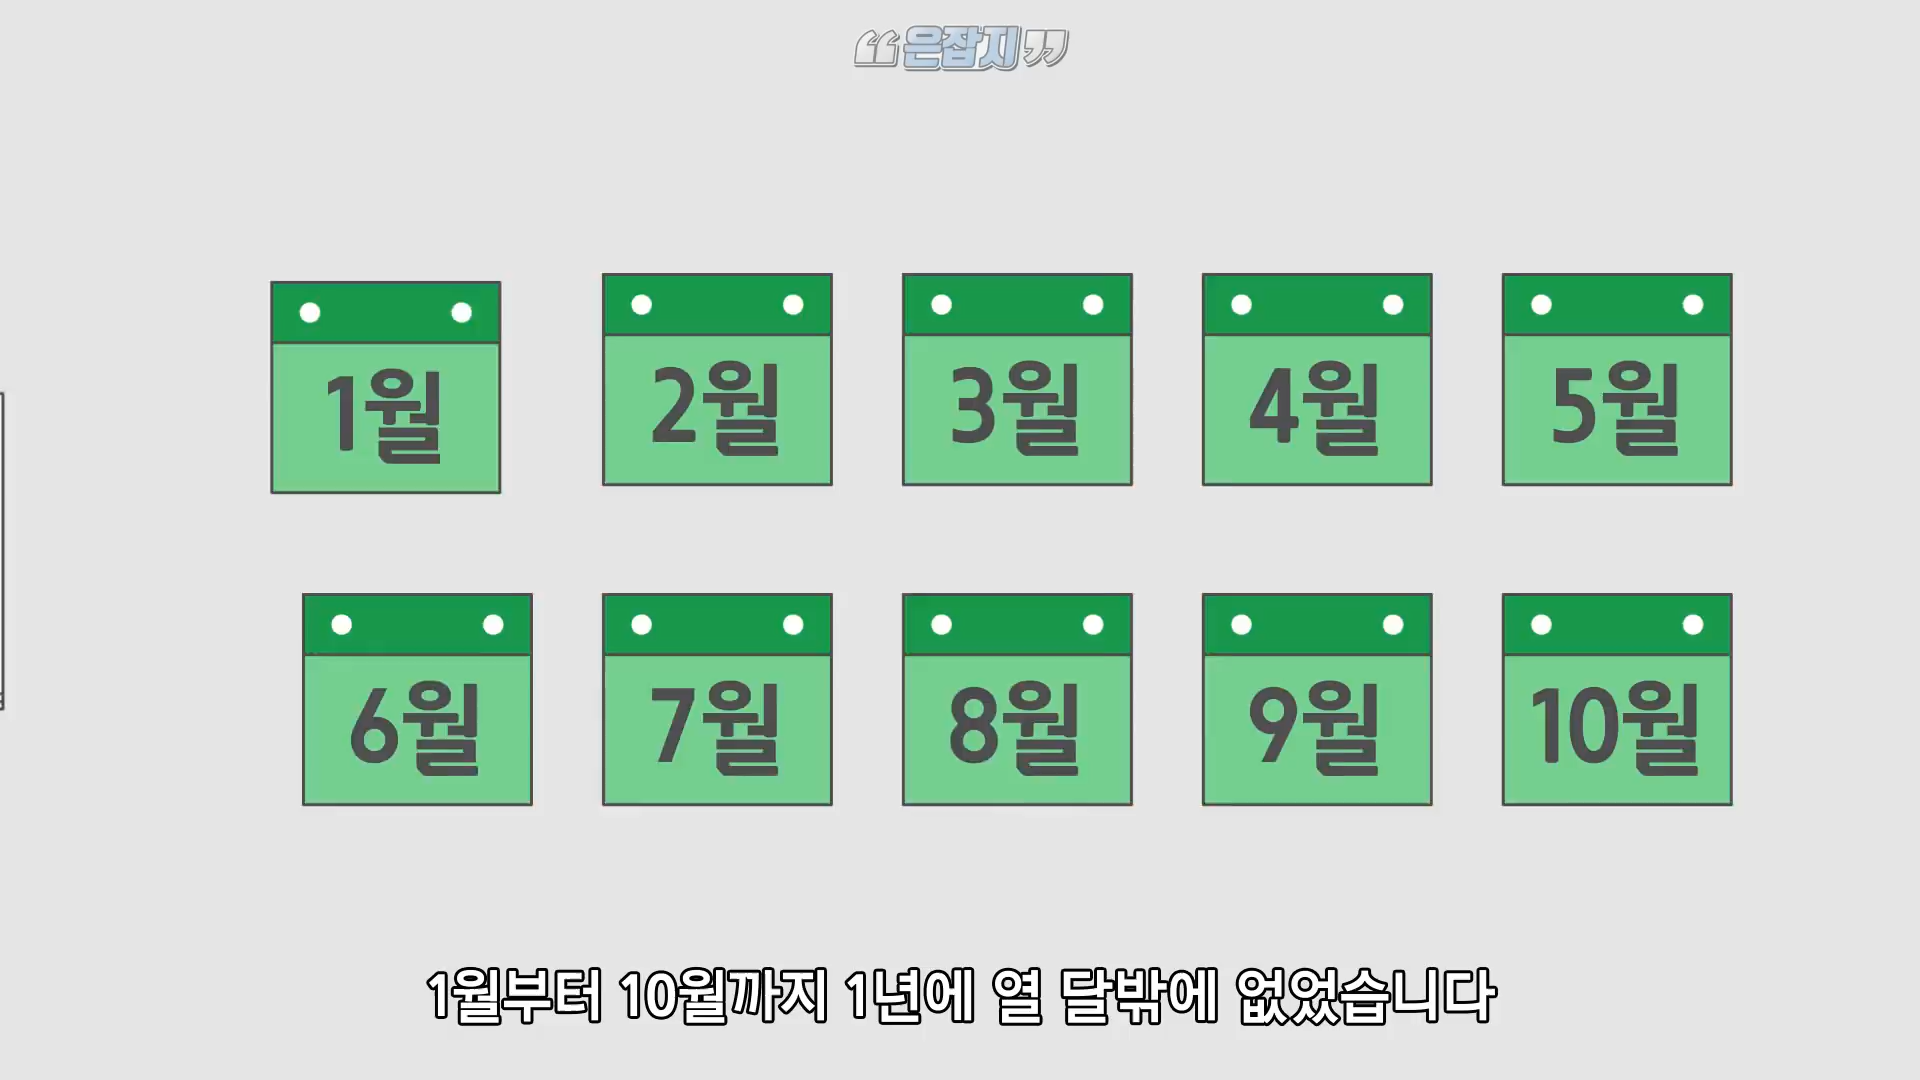 “은잡지”
1월
2월
3월
4월
5월
6월
7월
8월
9월
10월
1월부터 10월까지 1년에 열 달밖에 없었습니다